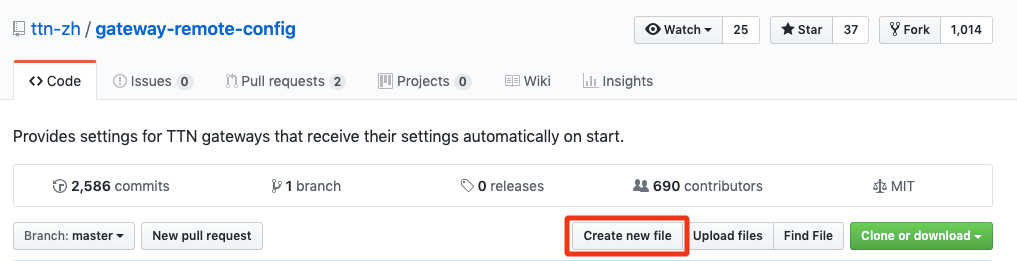 ttn-zh / gateway-remote-config
Watch 25 Star 37 Fork 1,014
Code Issues 0 Pull requests 2 Projects 0 Wiki Insights
Provides settings for TTN gateways that receive their settings automatically on start.
2,586 commits 1 branch 0 releases 690 contributors MIT
Branch: master New pull request Create new file Upload files Find File Clone or download